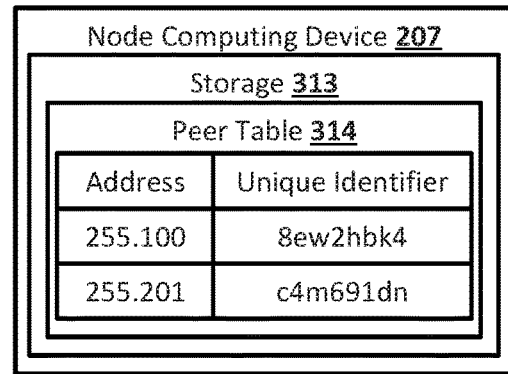 Node Computing Device 207
Storage 313
Peer Table 314
Address Unique Identifier
255.100 8ew2hbk4
255.201 c4m691dn